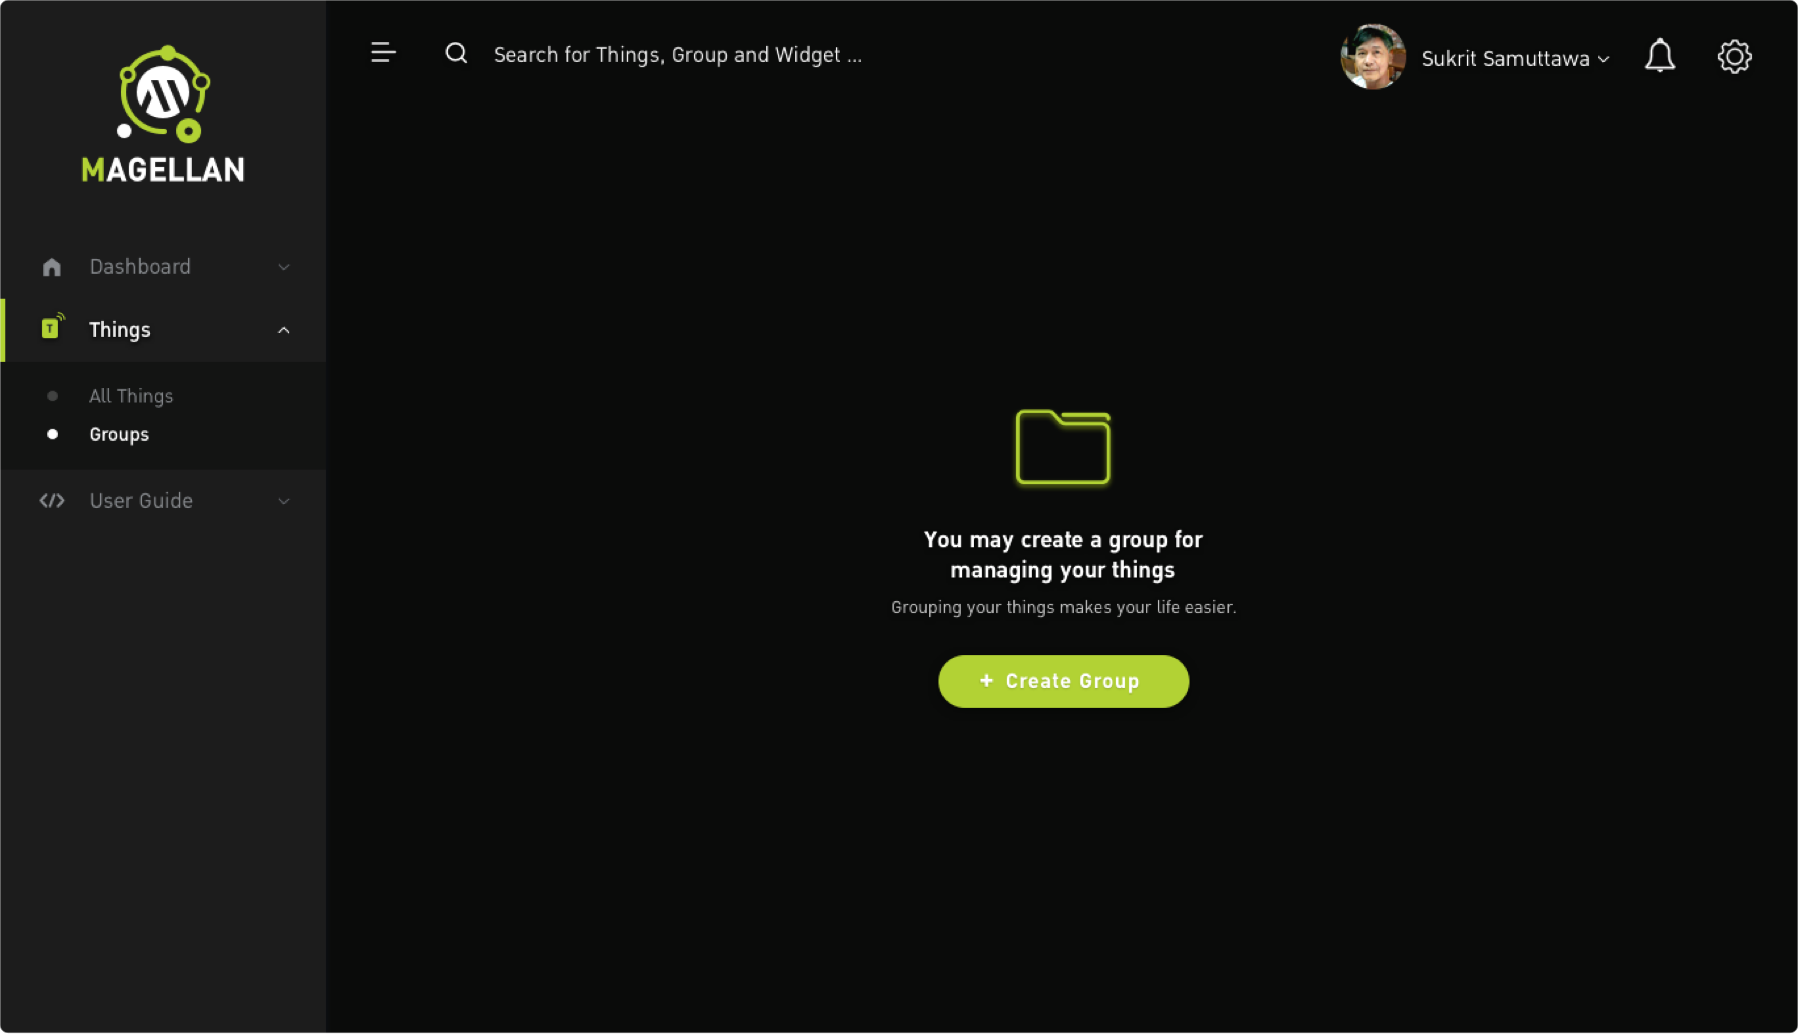 MAGELLAN
Search for Things, Group and Widget ...
Sukrit Samuttawa
Dashboard
T
Things
All Things
Groups
User Guide
You may create a group for
managing your things
Grouping your things makes your life easier.
+ Create Group